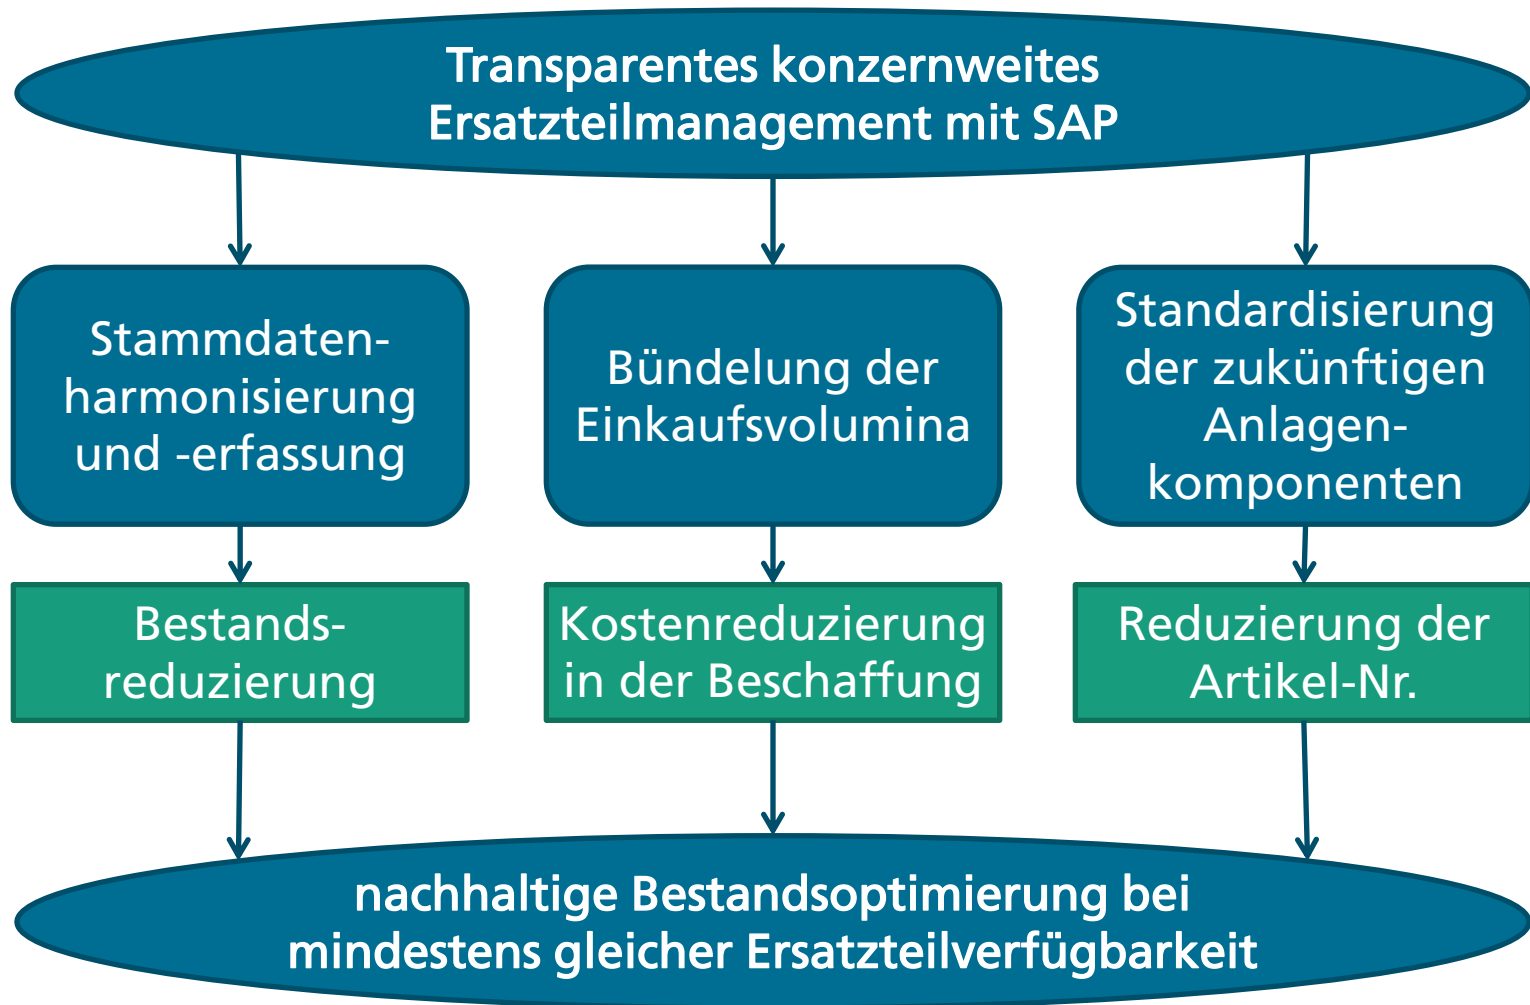 Transparentes konzernweites
Ersatzteilmanagement mit SAP
Stammdaten-
harmonisierung
und -erfassung
Bündelung der
Einkaufsvolumina
Standardisierung
der zukünftigen
Anlagen-
komponenten
Bestands-
reduzierung
Kostenreduzierung
in der Beschaffung
Reduzierung der
Artikel-Nr.
nachhaltige Bestandsoptimierung bei
mindestens gleicher Ersatzteilverfügbarkeit